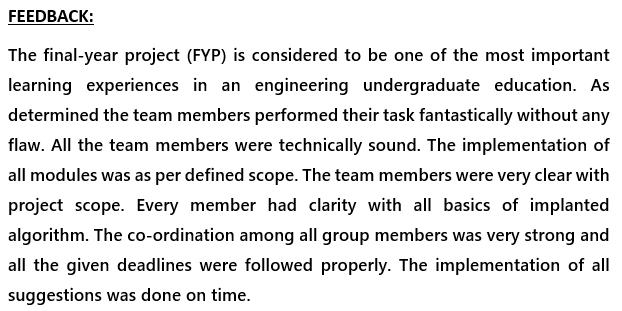 FEEDBACK:
The final-year project (FYP) is considered to be one of the most important
learning experiences in an engineering undergraduate education. As
determined the team members performed their task fantastically without any
flaw. All the team members were technically sound. The implementation of
all modules was as per defined scope. The team members were very clear with
project scope. Every member had clarity with all basics of implanted
algorithm. The co-ordination among all group members was very strong and
all the given deadlines were followed properly. The implementation of all
suggestions was done on time.